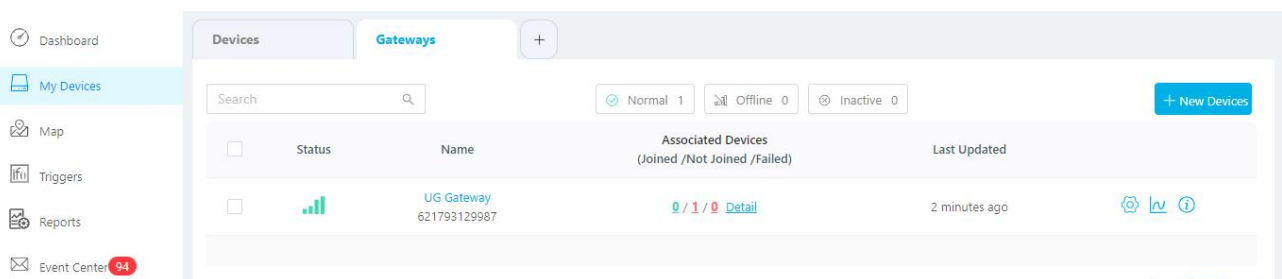 Dashboard
My Devices
Map
if()
Triggers
Reports
Event Center 94
Devices
Gateways
+
Search
Normal 1
Offline 0
Inactive 0
+ New Devices
Status
Name
Associated Devices
(Joined /Not Joined /Failed)
Last Updated
UG Gateway
621793129987
0 / 1 / 0 Detail
2 minutes ago